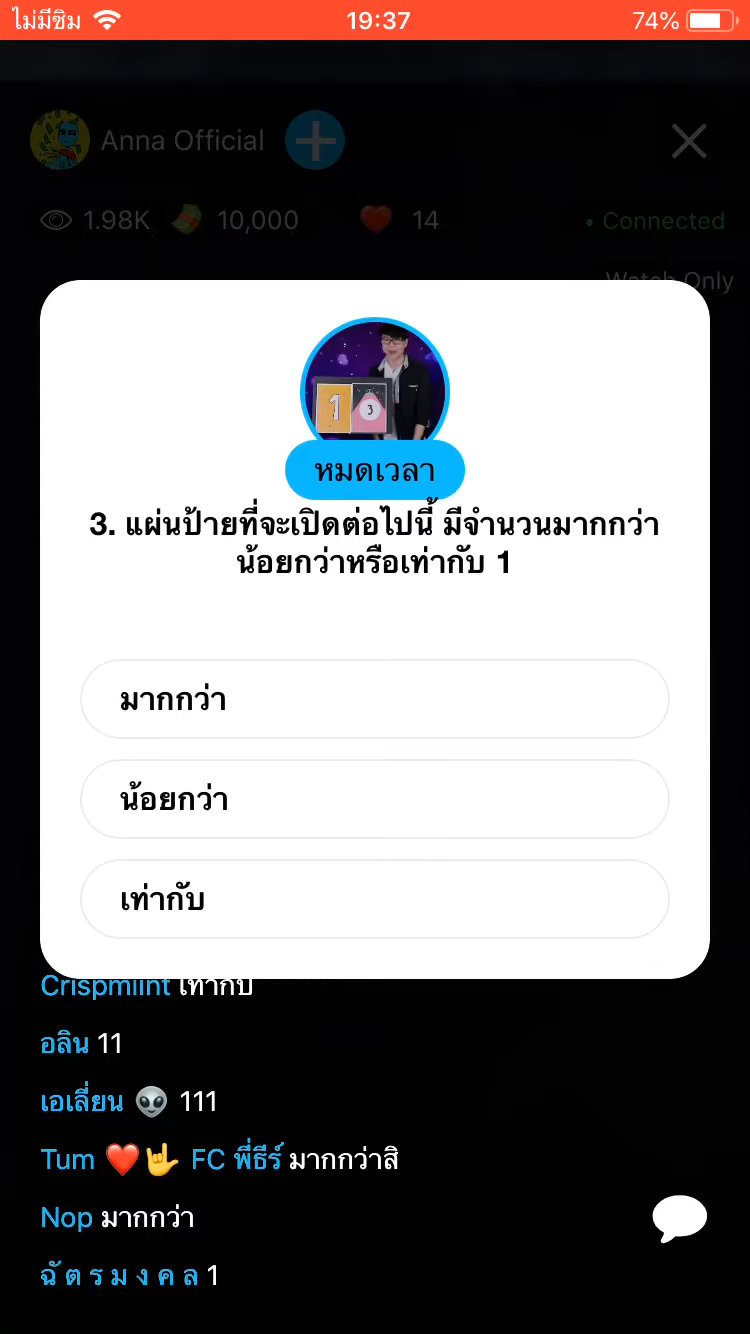 ไม่มีซิม 19:37 74%
Anna Official
1.98K 10,000 14 • Connected
Watch Only
1 3
หมดเวลา
3. แผ่นป้ายที่จะเปิดต่อไปนี้ มีจำนวนมากกว่า
น้อยกว่าหรือเท่ากับ 1
มากกว่า
น้อยกว่า
เท่ากับ
Crispmiint เท่ากับ
อลิน 11
เอเลี่ยน 👽 111
Tum ❤️🤟 FC พี่ธีร์ มากกว่าสิ
Nop มากกว่า
ฉั ต ร ม ง ค ล 1